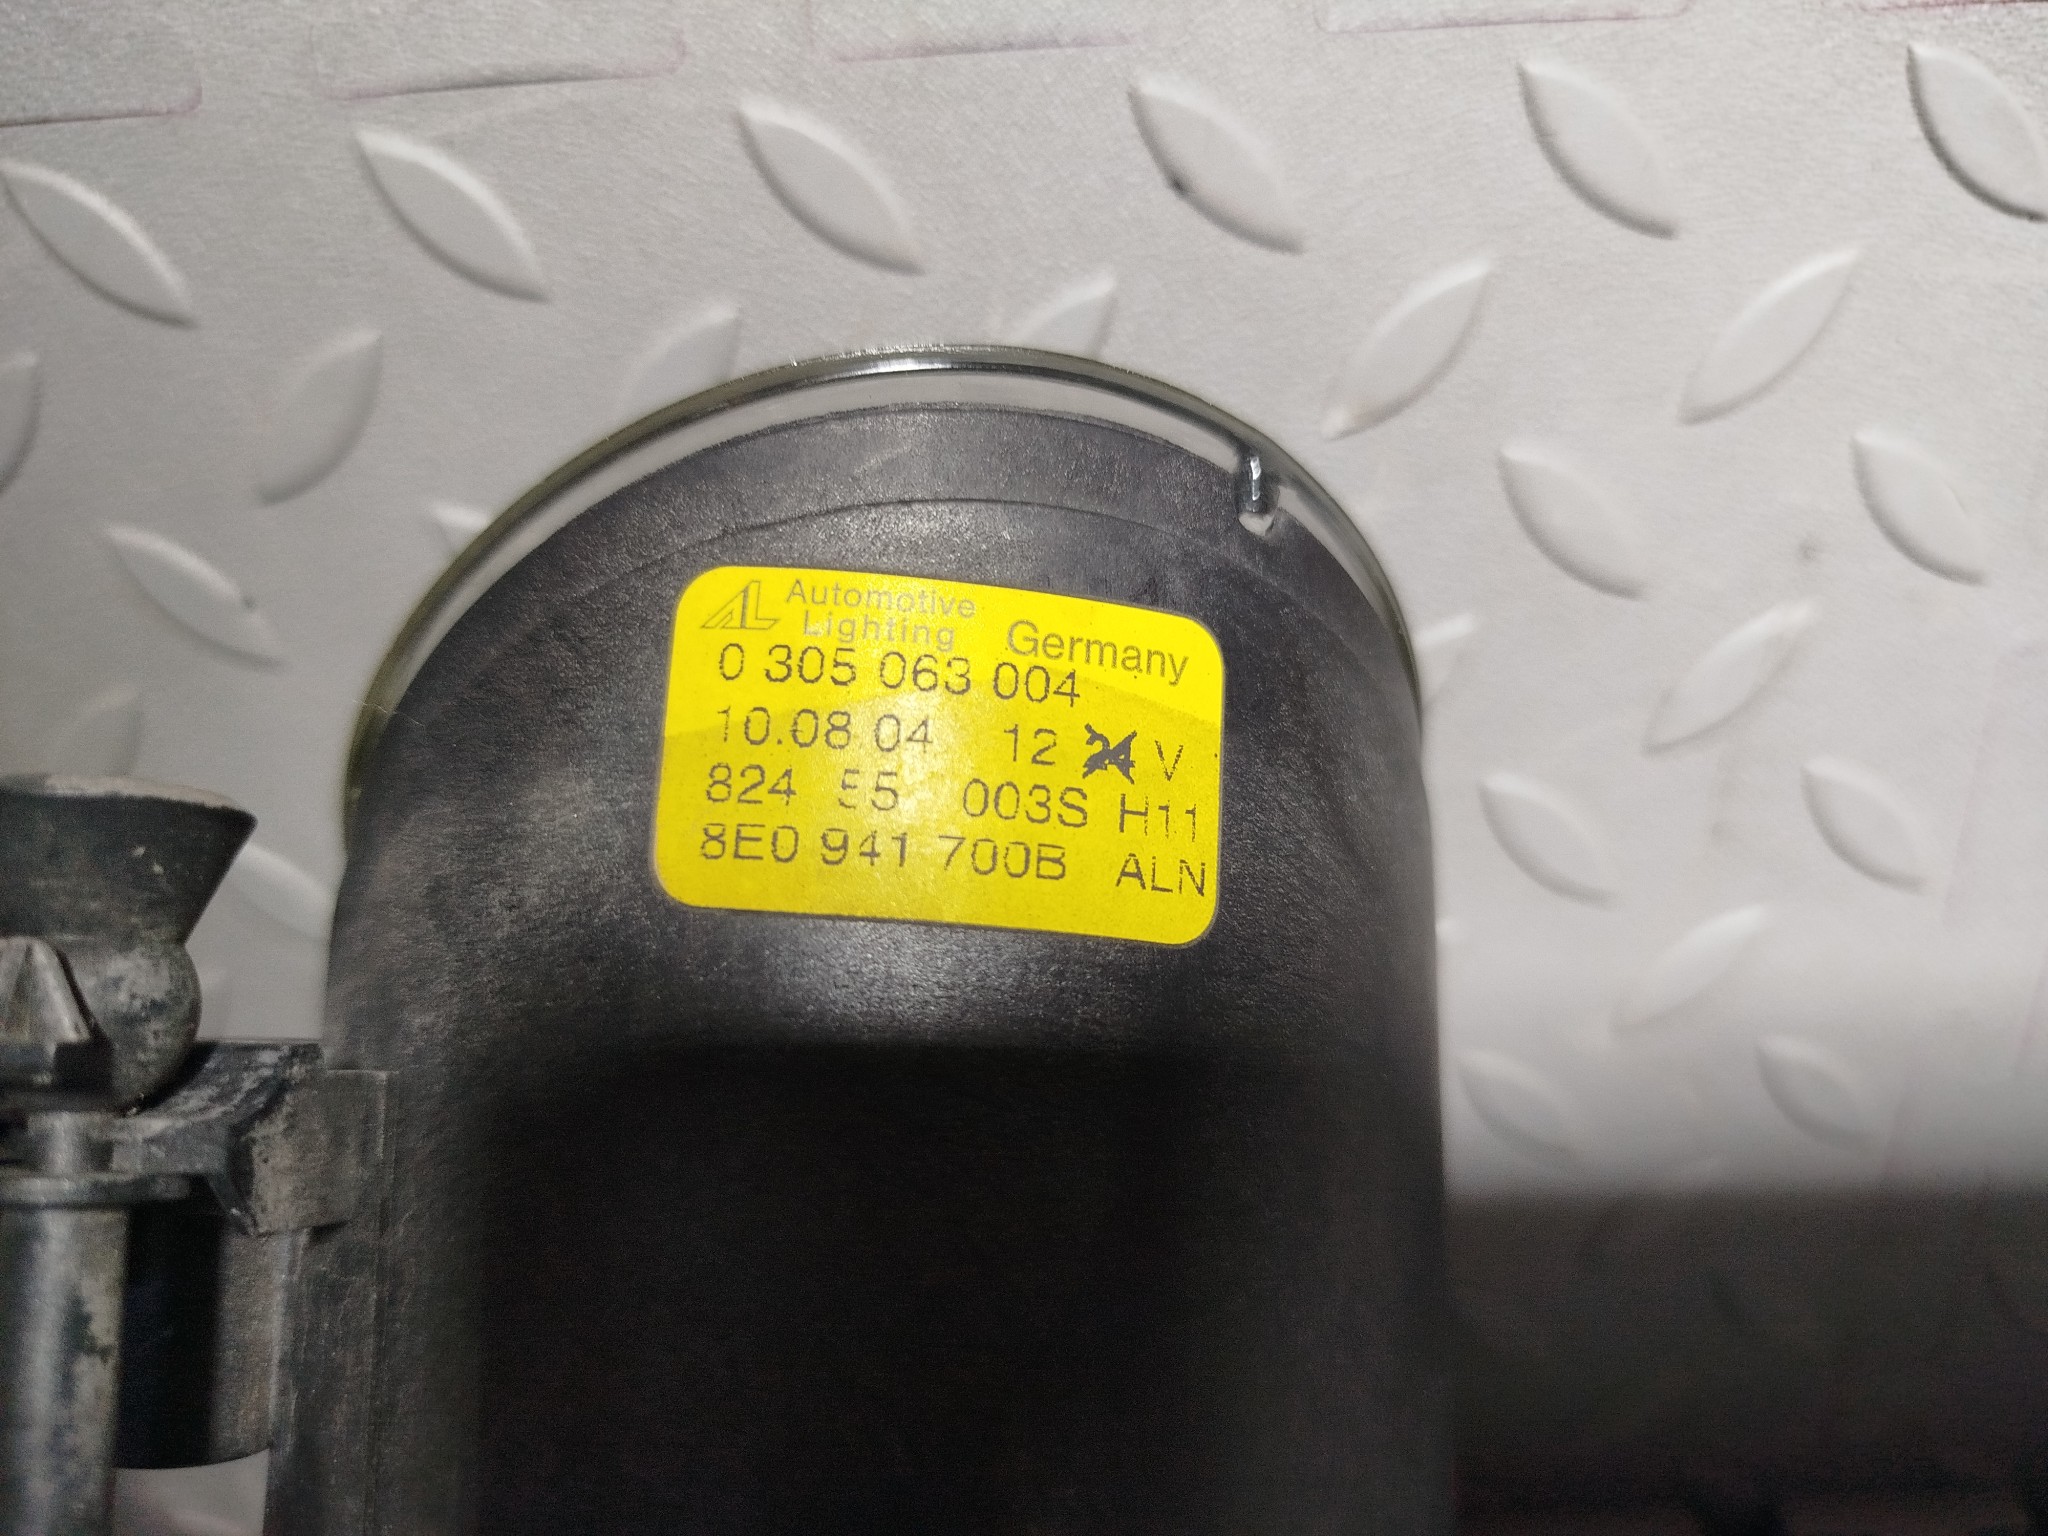 AL Automotive
Lighting Germany
0 305 063 004
10.08 04 12 24 V
824 55 003S H11
8E0 941 700B ALN